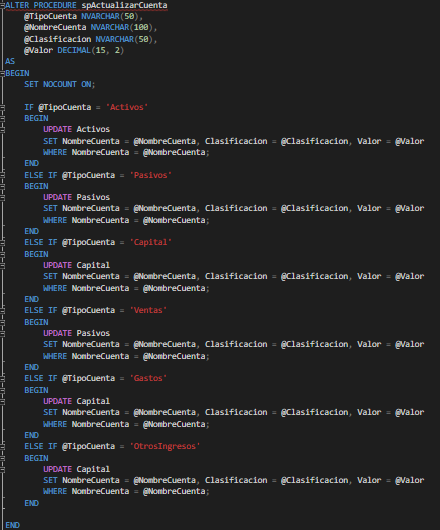 ALTER PROCEDURE spActualizarCuenta
@TipoCuenta NVARCHAR(50),
@NombreCuenta NVARCHAR(100),
@Clasificacion NVARCHAR(50),
@Valor DECIMAL(15, 2)
AS
BEGIN
SET NOCOUNT ON;
IF @TipoCuenta = 'Activos'
BEGIN
UPDATE Activos
SET NombreCuenta = @NombreCuenta, Clasificacion = @Clasificacion, Valor = @Valor
WHERE NombreCuenta = @NombreCuenta;
END
ELSE IF @TipoCuenta = 'Pasivos'
BEGIN
UPDATE Pasivos
SET NombreCuenta = @NombreCuenta, Clasificacion = @Clasificacion, Valor = @Valor
WHERE NombreCuenta = @NombreCuenta;
END
ELSE IF @TipoCuenta = 'Capital'
BEGIN
UPDATE Capital
SET NombreCuenta = @NombreCuenta, Clasificacion = @Clasificacion, Valor = @Valor
WHERE NombreCuenta = @NombreCuenta;
END
ELSE IF @TipoCuenta = 'Ventas'
BEGIN
UPDATE Pasivos
SET NombreCuenta = @NombreCuenta, Clasificacion = @Clasificacion, Valor = @Valor
WHERE NombreCuenta = @NombreCuenta;
END
ELSE IF @TipoCuenta = 'Gastos'
BEGIN
UPDATE Capital
SET NombreCuenta = @NombreCuenta, Clasificacion = @Clasificacion, Valor = @Valor
WHERE NombreCuenta = @NombreCuenta;
END
ELSE IF @TipoCuenta = 'OtrosIngresos'
BEGIN
UPDATE Capital
SET NombreCuenta = @NombreCuenta, Clasificacion = @Clasificacion, Valor = @Valor
WHERE NombreCuenta = @NombreCuenta;
END
END